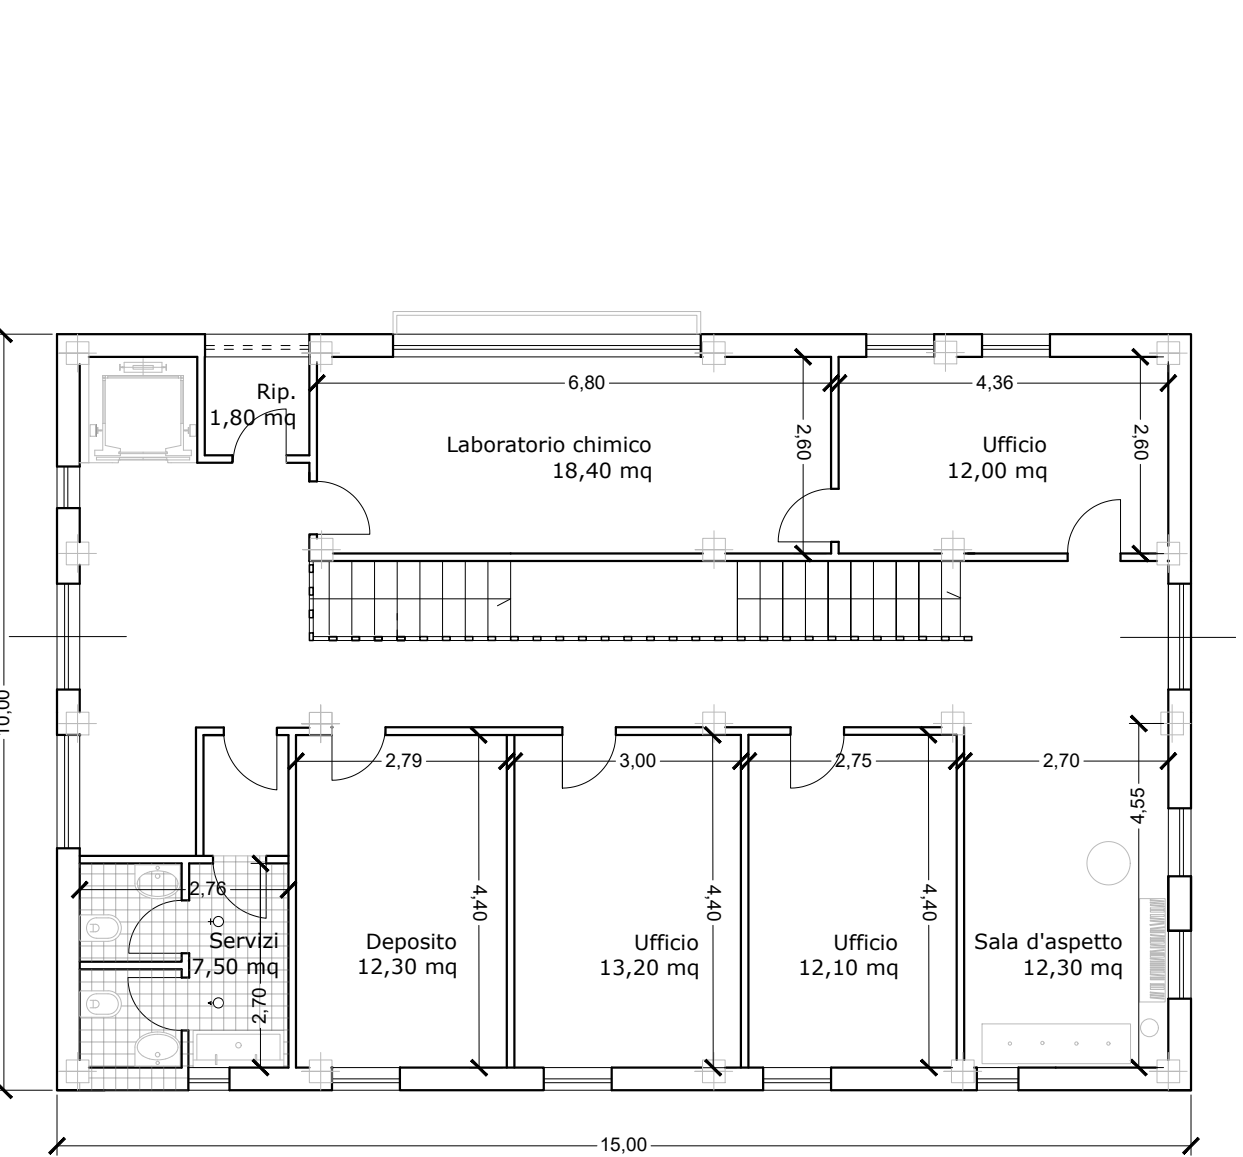 Rip.
1,80 mq
6,80
4,36
Laboratorio chimico
18,40 mq
2,60
Ufficio
12,00 mq
2,60
10,00
2,79
3,00
2,75
2,70
4,55
2,76
4,40
4,40
4,40
Servizi
7,50 mq
2,70
Deposito
12,30 mq
Ufficio
13,20 mq
Ufficio
12,10 mq
Sala d'aspetto
12,30 mq
15,00